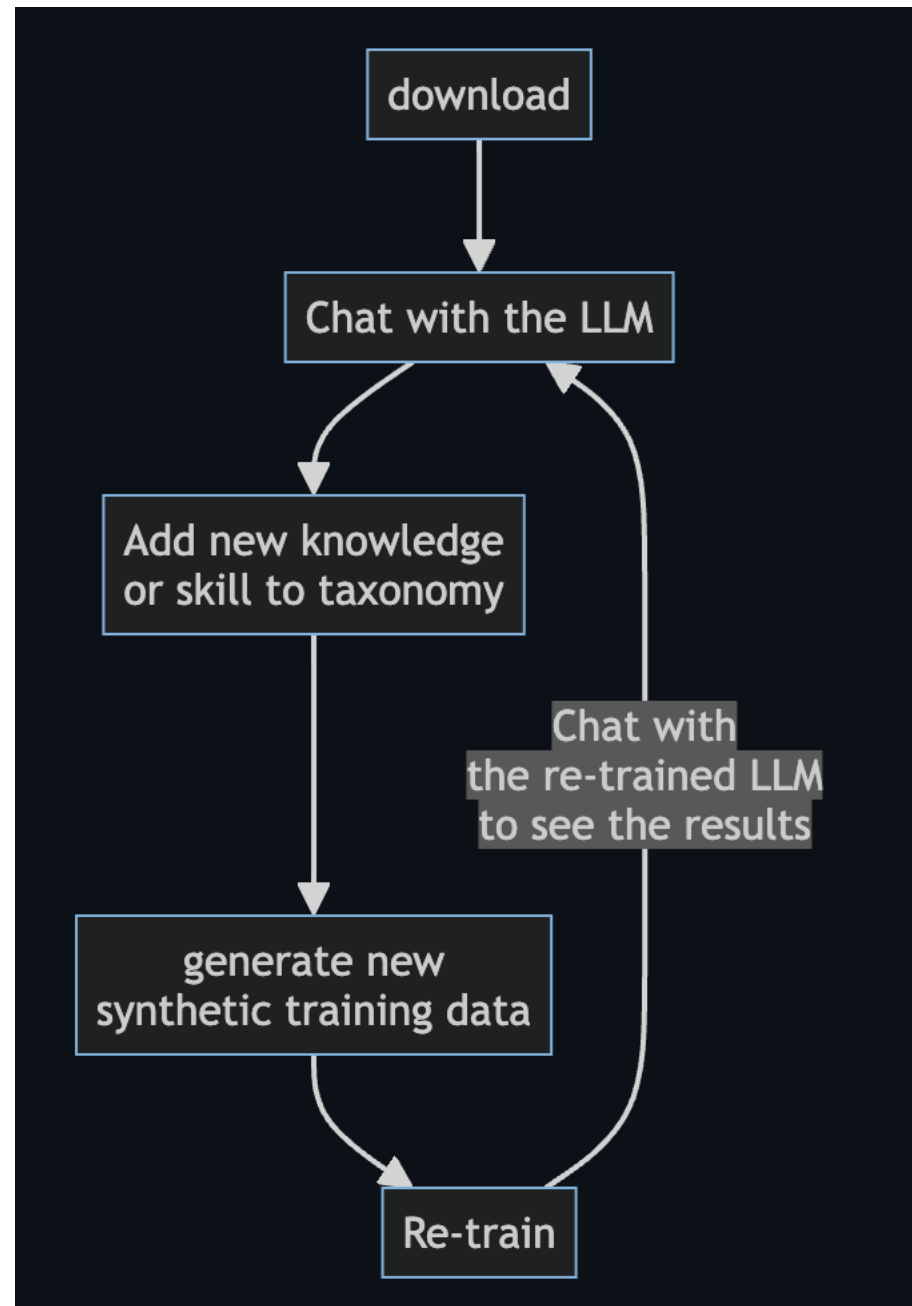 download
Chat with the LLM
Add new knowledge
or skill to taxonomy
Chat with
the re-trained LLM
to see the results
generate new
synthetic training data
Re-train